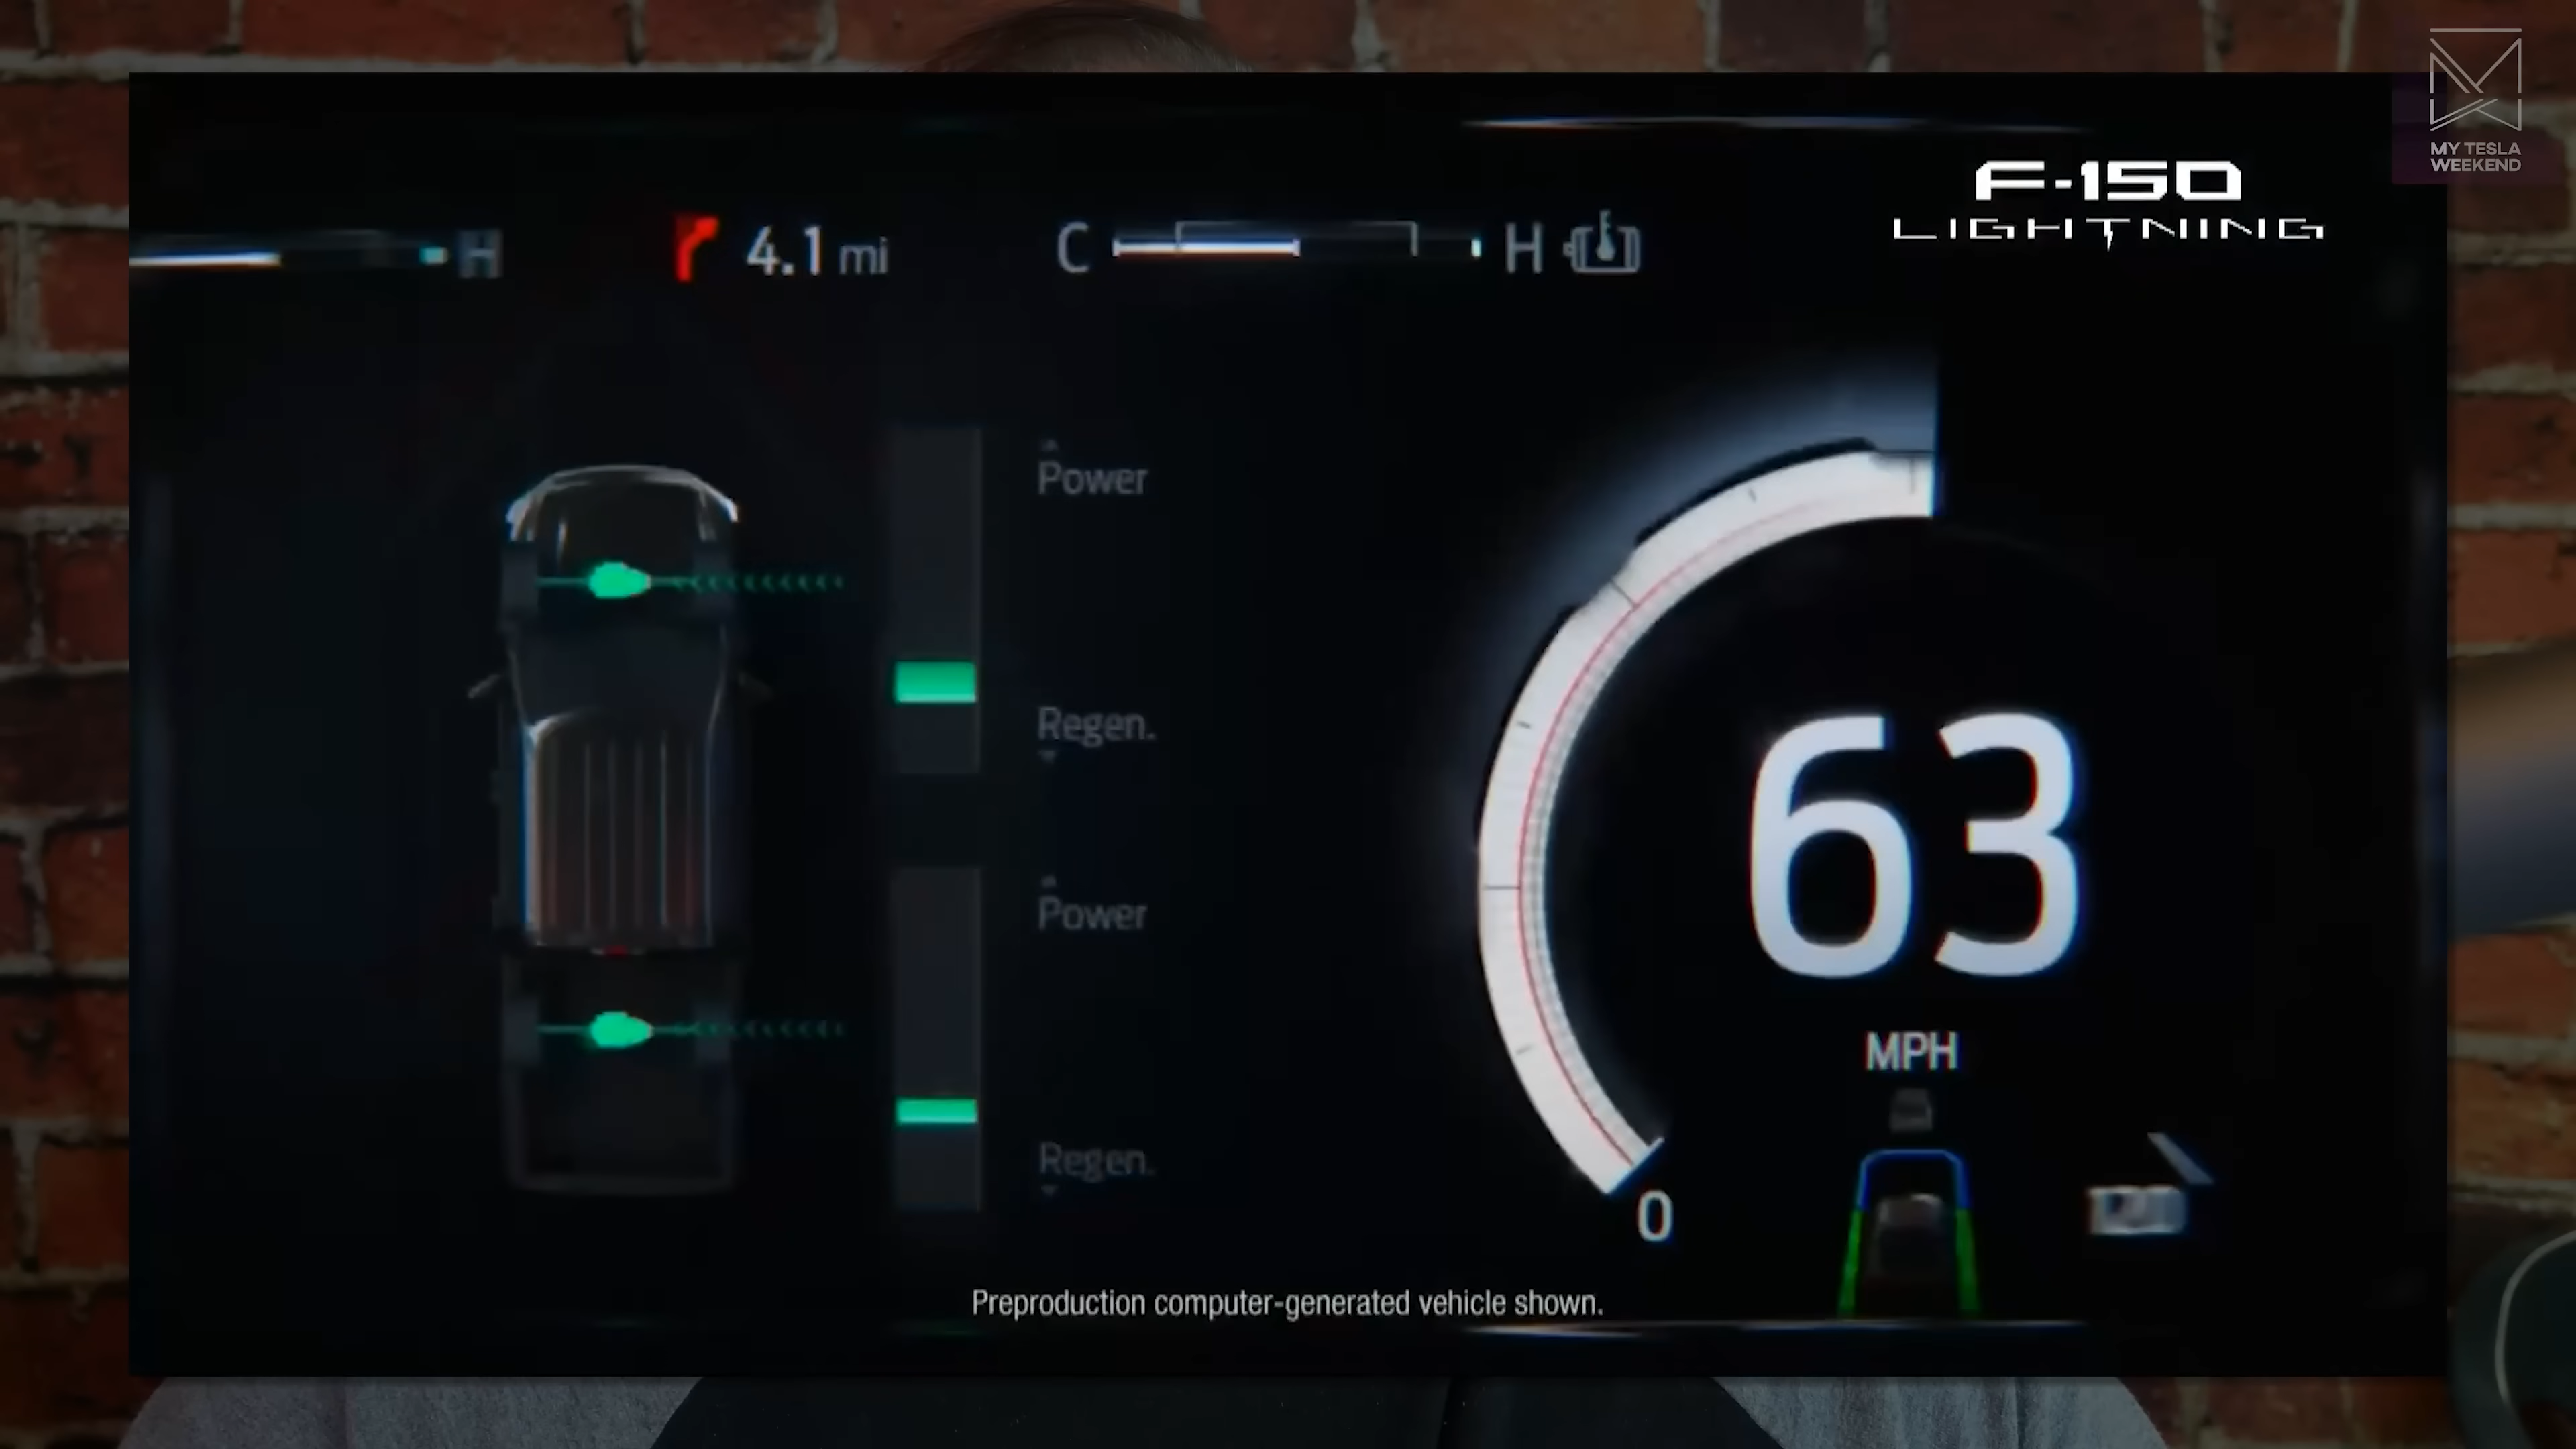 MY TESLA
WEEKEND
F-150
LIGHTNING
H
4.1 mi
C
H
Power
Regen.
Power
Regen.
63
MPH
0
Preproduction computer-generated vehicle shown.